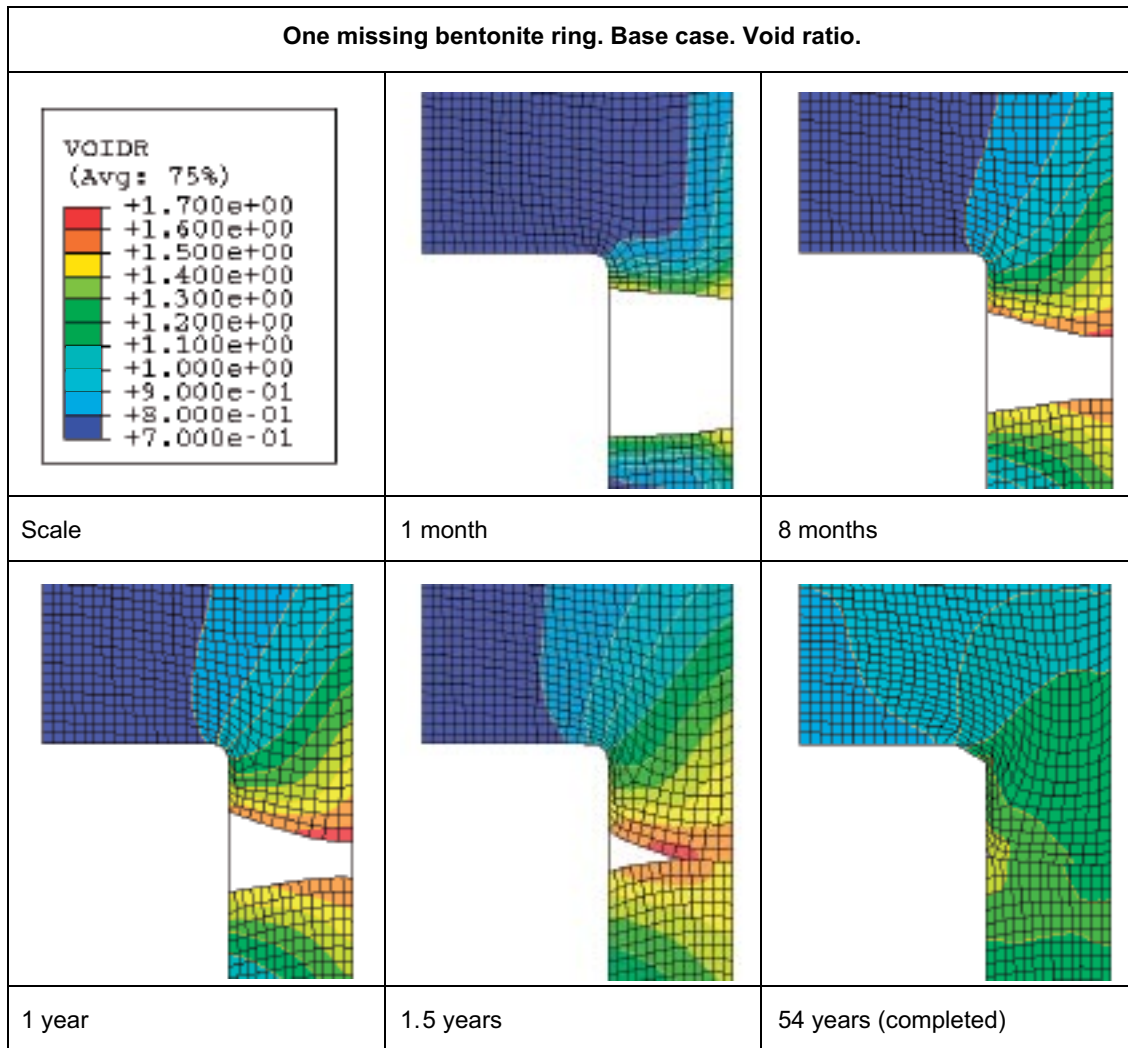 One missing bentonite ring. Base case. Void ratio.
VOIDR
(Avg: 75%)
+1.700e+00
+1.600e+00
+1.500e+00
+1.400e+00
+1.300e+00
+1.200e+00
+1.100e+00
+1.000e+00
+9.000e-01
+8.000e-01
+7.000e-01
Scale
1 month
8 months
1 year
1.5 years
54 years (completed)